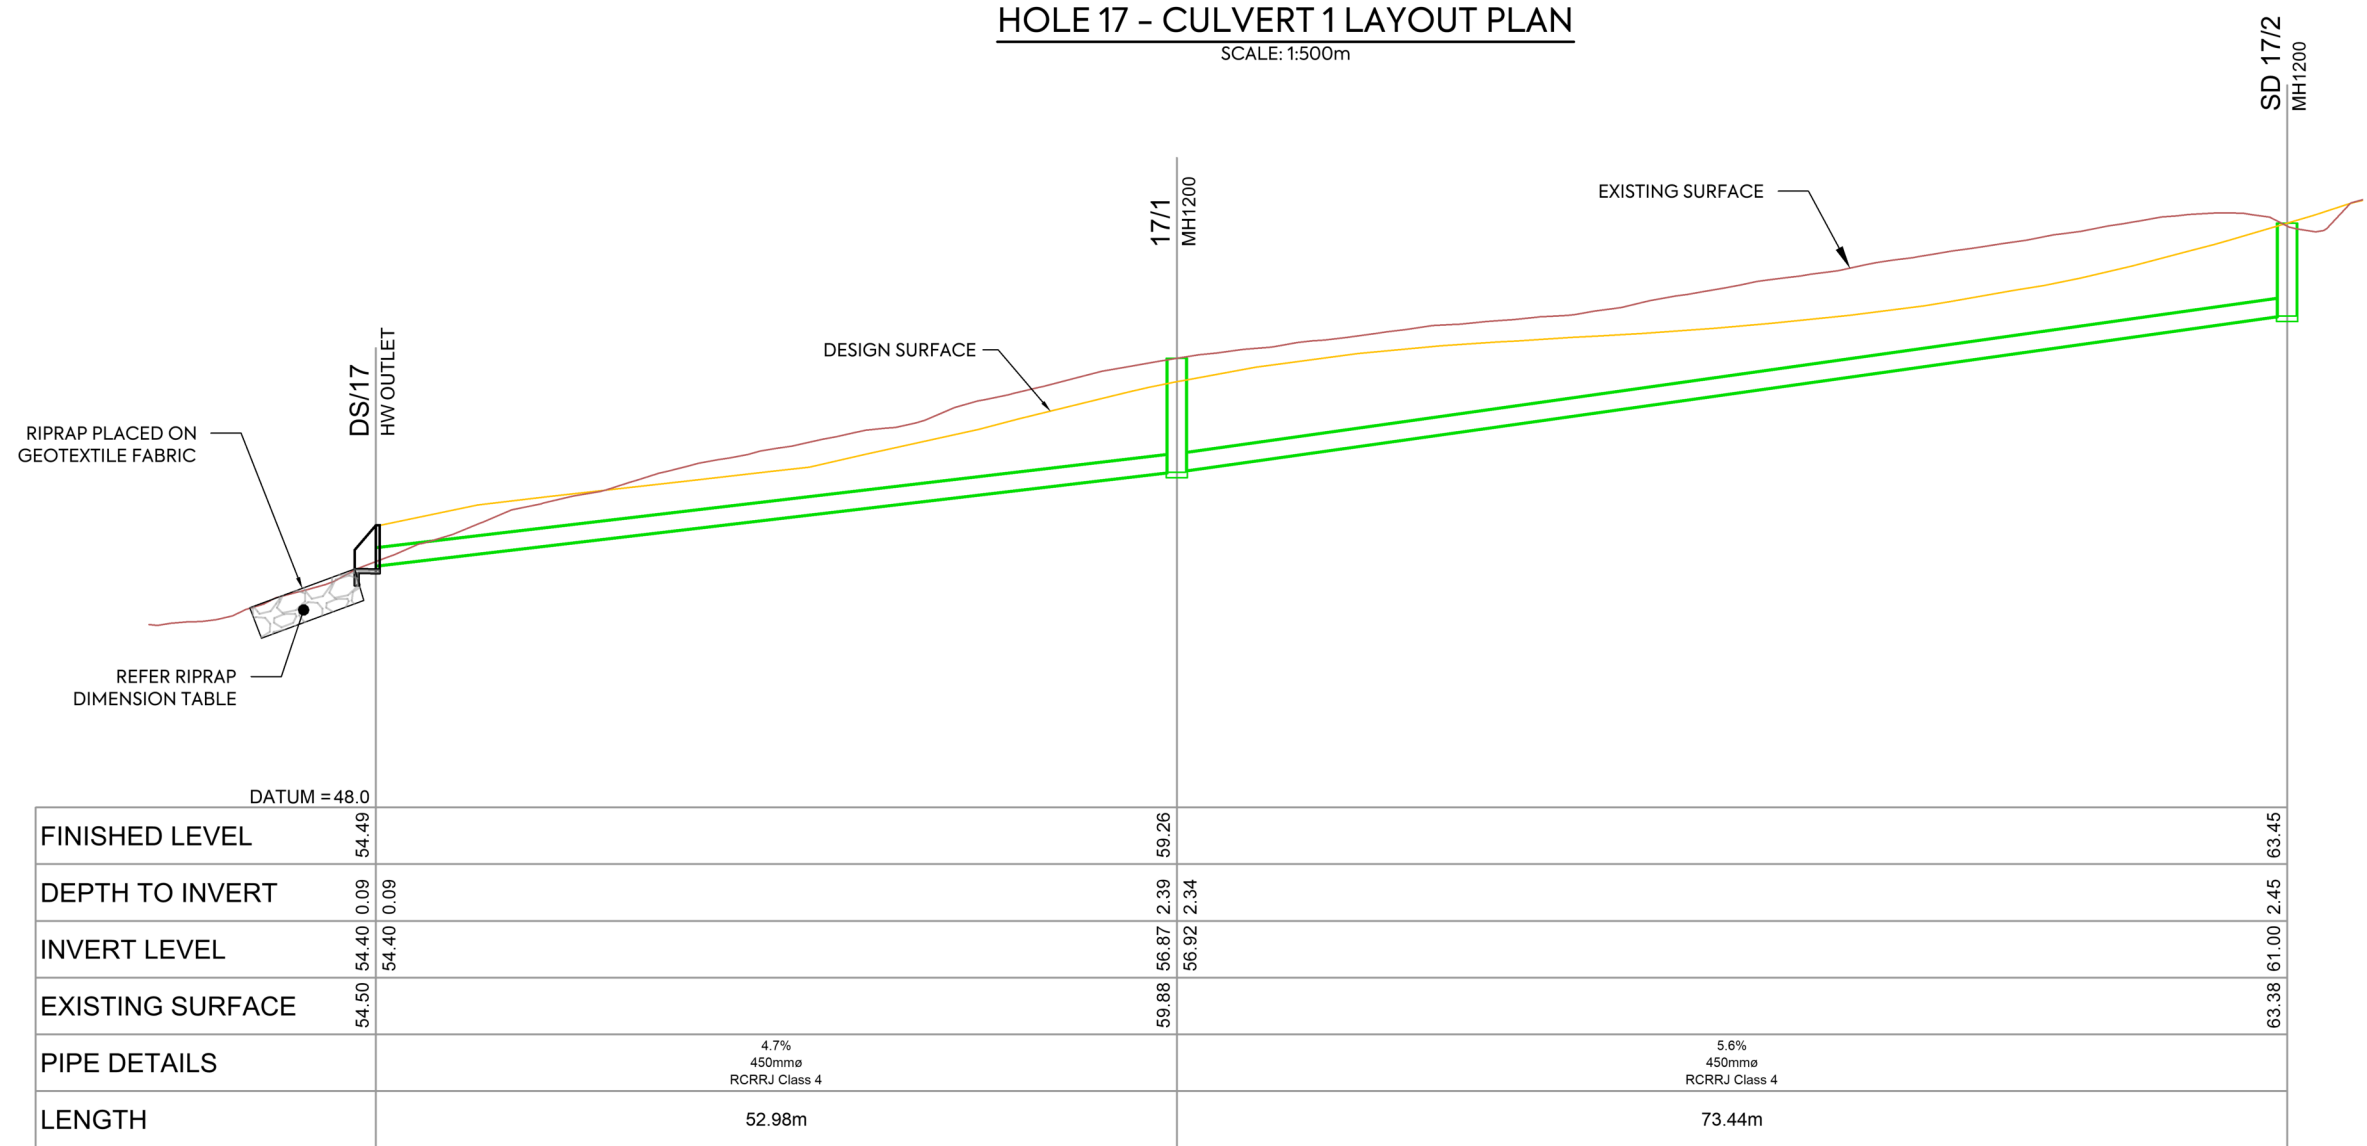 HOLE 17 – CULVERT 1 LAYOUT PLAN
SCALE: 1:500m
SD 17/2
MH1200
17/1
MH1200
EXISTING SURFACE
DESIGN SURFACE
DS/17
HW OUTLET
RIPRAP PLACED ON
GEOTEXTILE FABRIC
REFER RIPRAP
DIMENSION TABLE
DATUM = 48.0
FINISHED LEVEL 54.49 59.26 63.45
DEPTH TO INVERT 0.09 0.09 2.39 2.34 2.45
INVERT LEVEL 54.40 54.40 56.87 56.92 61.00
EXISTING SURFACE 54.50 59.88 63.38
PIPE DETAILS
4.7%
450mmø
RCRRJ Class 4
5.6%
450mmø
RCRRJ Class 4
LENGTH 52.98m 73.44m